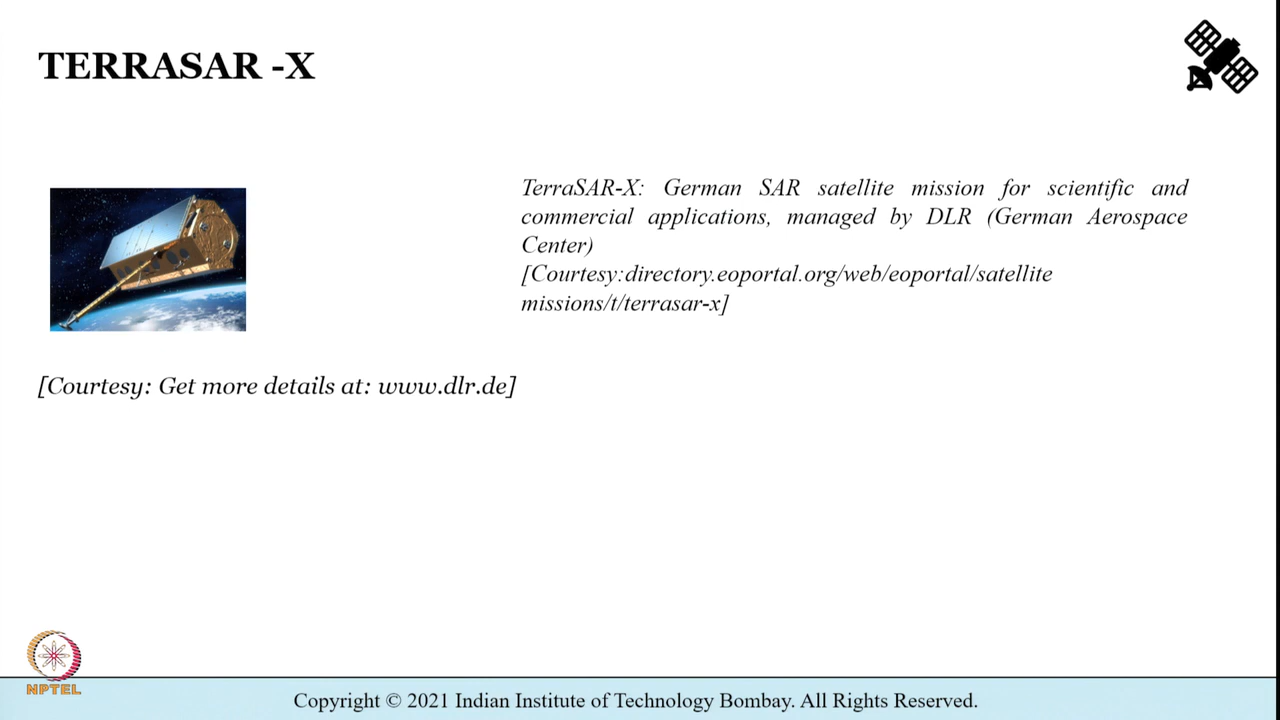 TERRASAR -X
TerraSAR-X: German SAR satellite mission for scientific and
commercial applications, managed by DLR (German Aerospace
Center)
[Courtesy:directory.eoportal.org/web/eoportal/satellite
missions/t/terrasar-x]
[Courtesy: Get more details at: www.dlr.de]
NPTEL
Copyright © 2021 Indian Institute of Technology Bombay. All Rights Reserved.